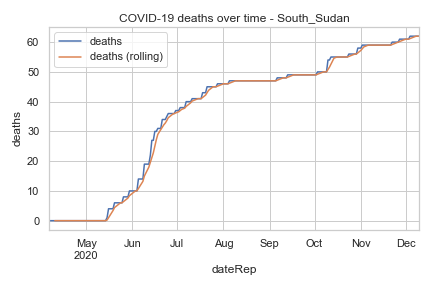 COVID-19 deaths over time - South_Sudan
deaths
deaths (rolling)
deaths
60
50
40
30
20
10
0
May Jun Jul Aug Sep Oct Nov Dec
2020
dateRep